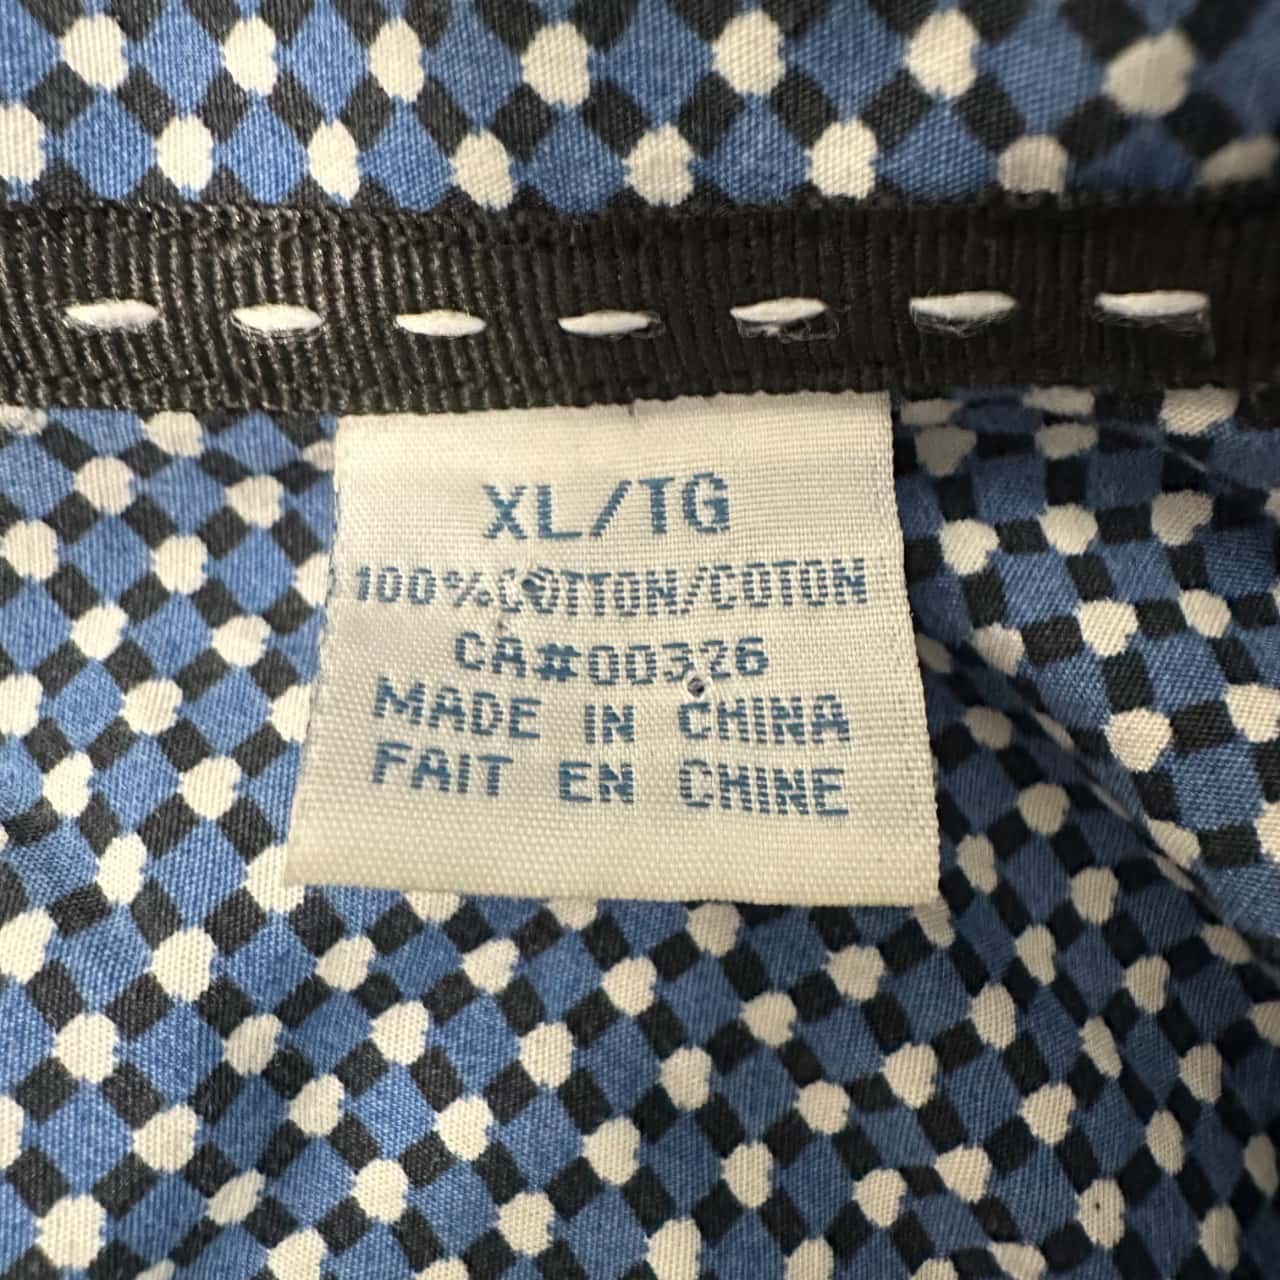 XL/TG
100%COTTON/COTON
CA#00326
MADE IN CHINA
FAIT EN CHINE